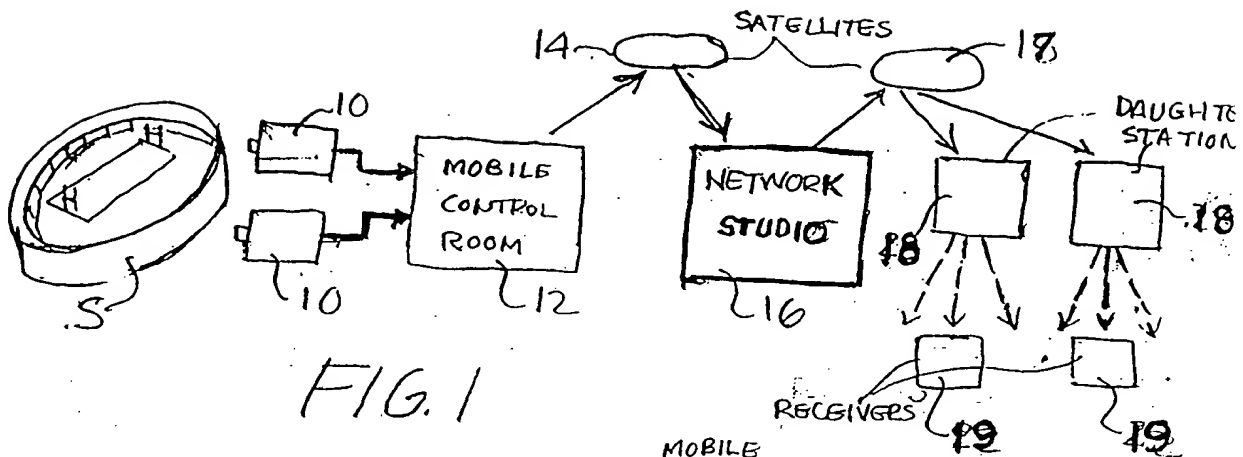 SATELLITES
14
18
10
DAUGHTE
STATION
MOBILE
CONTROL
ROOM
NETWORK
STUDIO
18
18
S
10
12
16
FIG. 1
RECEIVERS
19
19
MOBILE